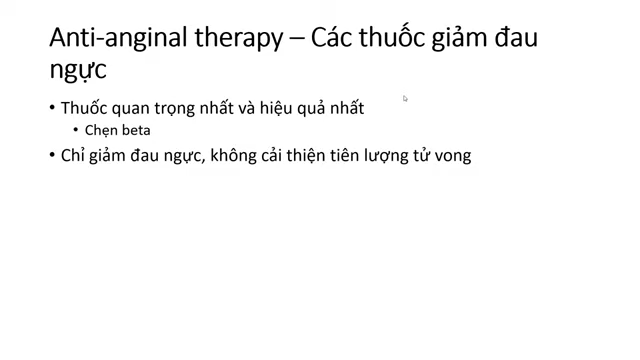 Anti-anginal therapy – Các thuốc giảm đau
ngực
• Thuốc quan trọng nhất và hiệu quả nhất
• Chẹn beta
• Chỉ giảm đau ngực, không cải thiện tiên lượng tử vong